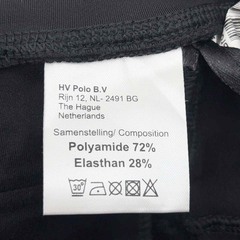 HV Polo B.V
Rijn 12, NL- 2491 BG
The Hague
Netherlands
Samenstelling/ Composition
Polyamide 72%
Elasthan 28%
30°